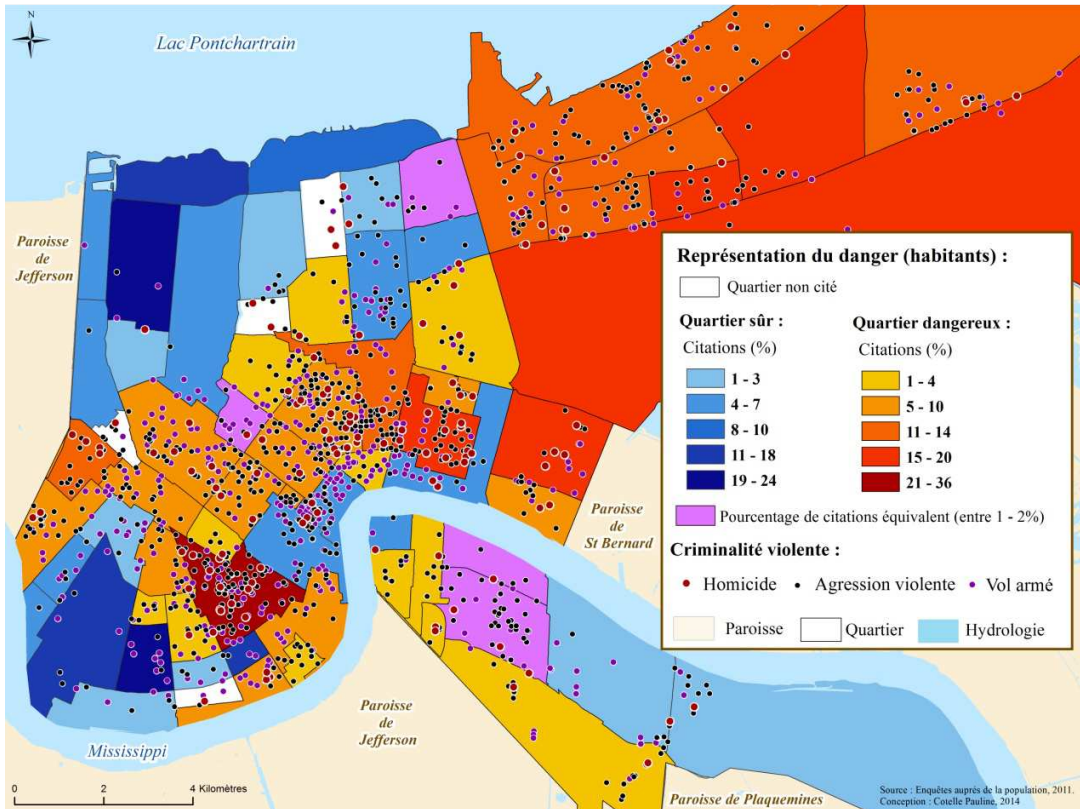 N
Lac Pontchartrain
Paroisse
de
Jefferson
Représentation du danger (habitants) :
Quartier non cité
Quartier sûr :
Citations (%)
1 - 3
4 - 7
8 - 10
11 - 18
19 - 24
Quartier dangereux :
Citations (%)
1 - 4
5 - 10
11 - 14
15 - 20
21 - 36
Pourcentage de citations équivalent (entre 1 - 2%)
Criminalité violente :
Homicide
Agression violente
Vol armé
Paroisse
Quartier
Hydrologie
Paroisse
de
St Bernard
Paroisse
de
Jefferson
Mississippi
0 2 4 Kilomètres
Paroisse de Plaquemines
Source : Enquêtes auprés de la population, 2011.
Conception : Cotelle Pauline, 2014